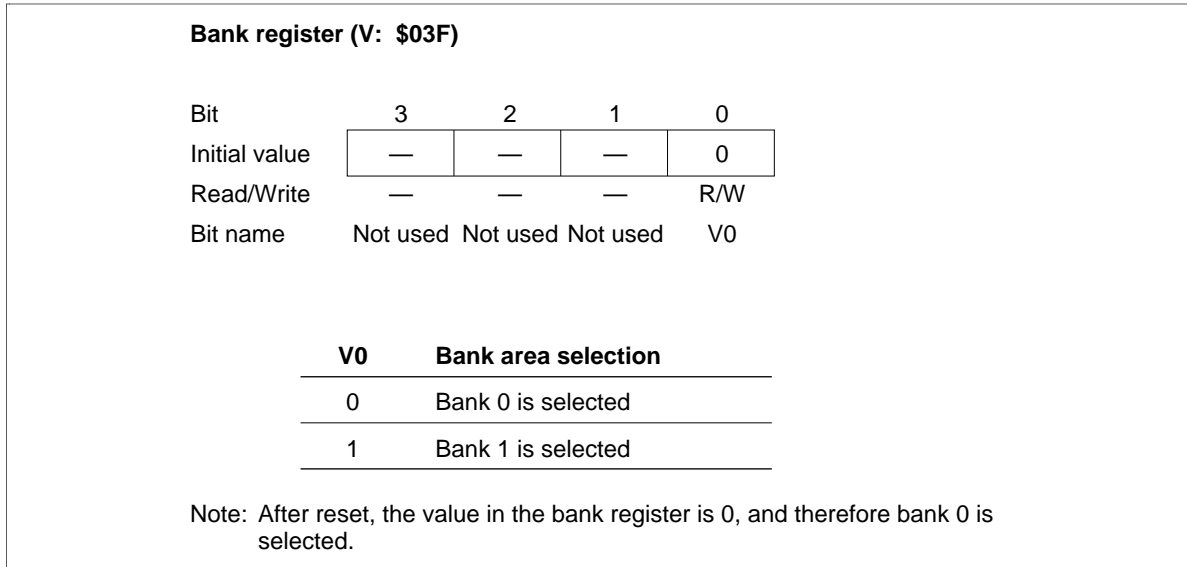 Bank register (V: $03F)
Bit 3 2 1 0
Initial value — — — 0
Read/Write — — — R/W
Bit name Not used Not used Not used V0
V0 Bank area selection
0 Bank 0 is selected
1 Bank 1 is selected
Note: After reset, the value in the bank register is 0, and therefore bank 0 is
selected.